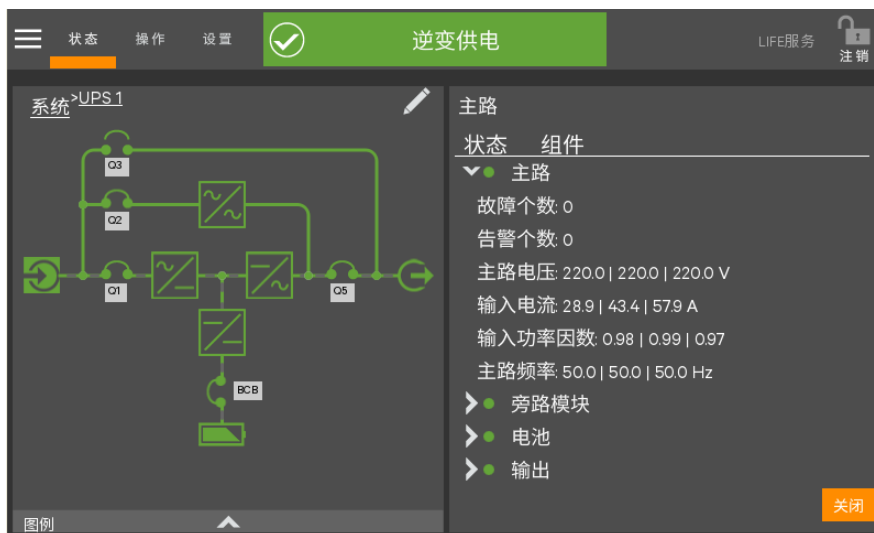 状态 操作 设置 逆变供电 LIFE服务 注销
系统>UPS 1
Q3
Q2
Q1
Q5
BCB
图例
主路
状态 组件
主路
故障个数: 0
告警个数: 0
主路电压: 220.0 | 220.0 | 220.0 V
输入电流: 28.9 | 43.4 | 57.9 A
输入功率因数: 0.98 | 0.99 | 0.97
主路频率: 50.0 | 50.0 | 50.0 Hz
旁路模块
电池
输出
关闭